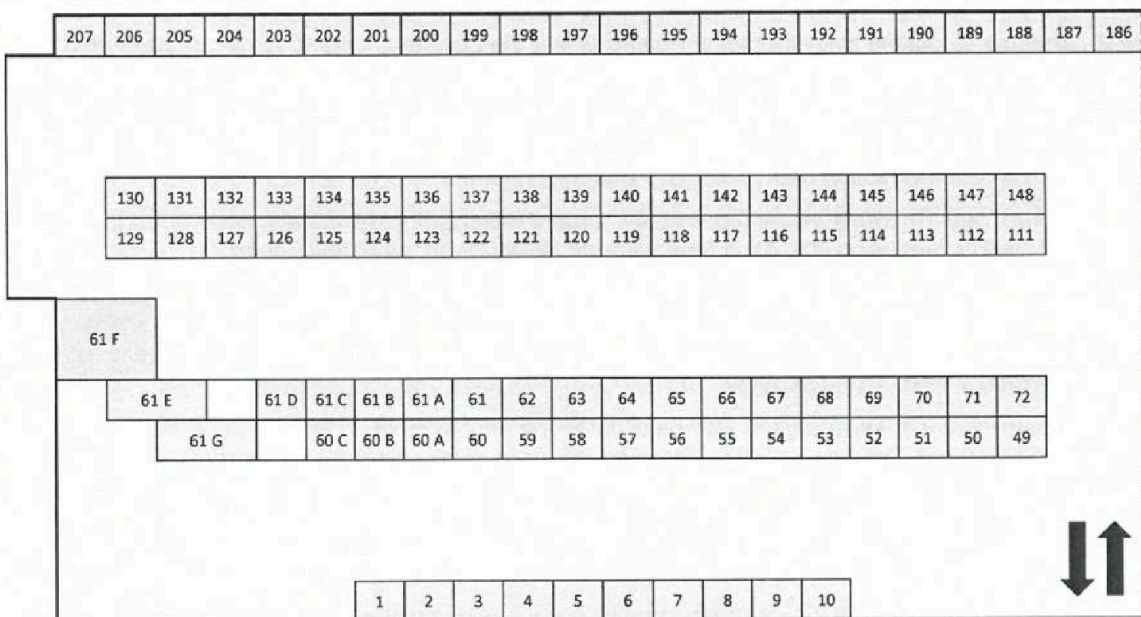 207 206 205 204 203 202 201 200 199 198 197 196 195 194 193 192 191 190 189 188 187 186
130 131 132 133 134 135 136 137 138 139 140 141 142 143 144 145 146 147 148
129 128 127 126 125 124 123 122 121 120 119 118 117 116 115 114 113 112 111
61 F
61 E 61 D 61 C 61 B 61 A 61 62 63 64 65 66 67 68 69 70 71 72
61 G 60 C 60 B 60 A 60 59 58 57 56 55 54 53 52 51 50 49
1 2 3 4 5 6 7 8 9 10